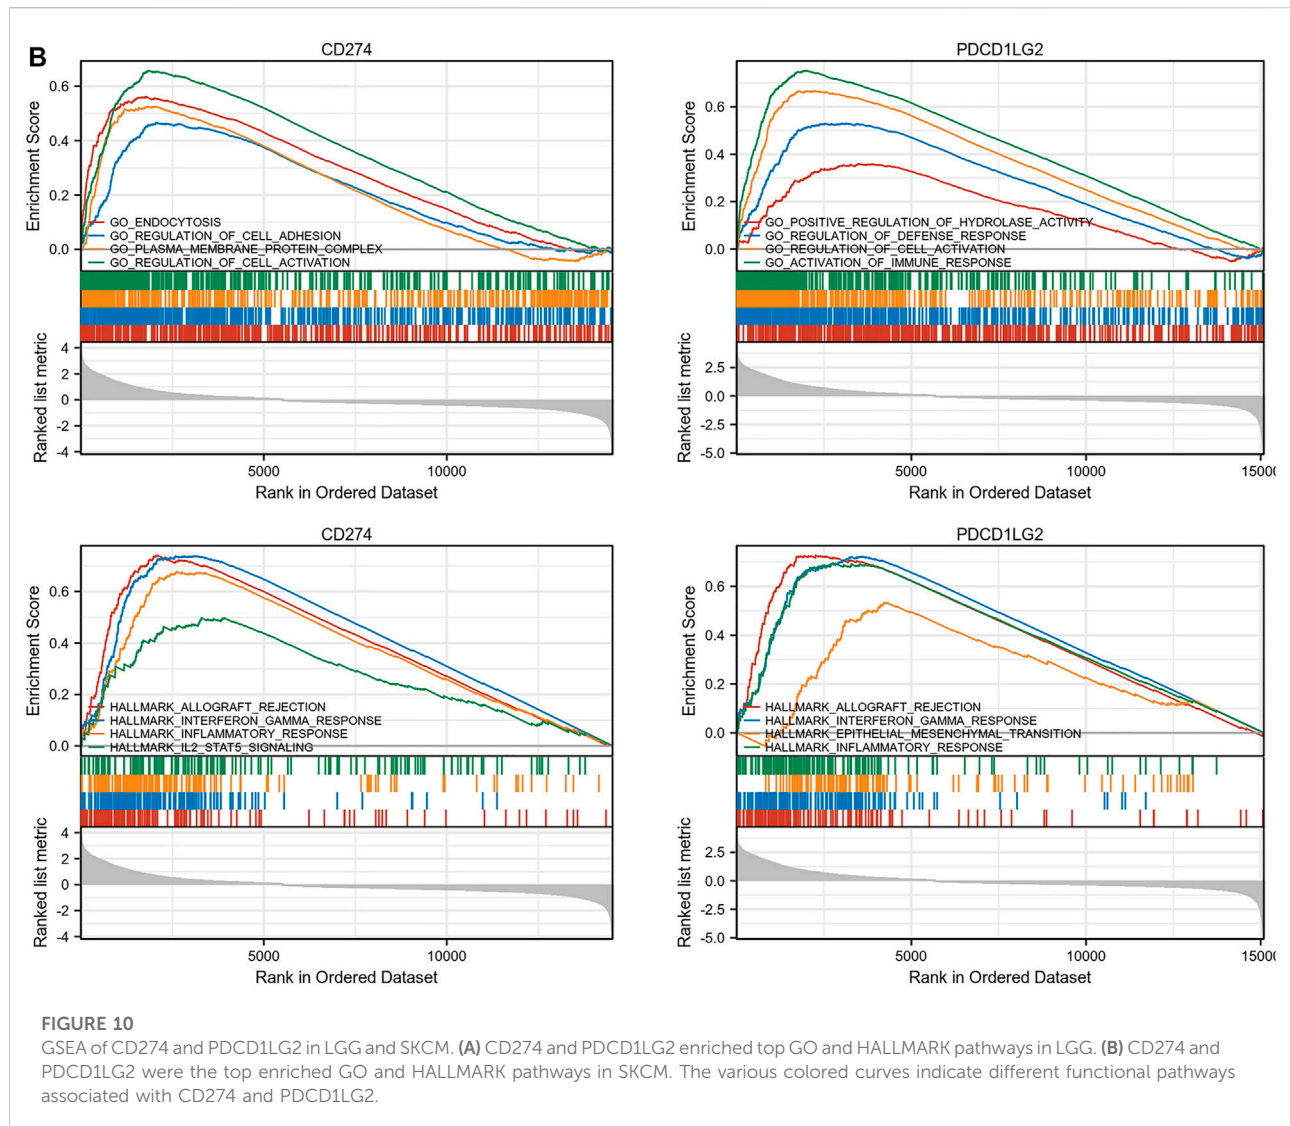 B
CD274
Enrichment Score
0.6
0.4
0.2
0.0
GO_ENDOCYTOSIS
GO_REGULATION_OF_CELL_ADHESION
GO_PLASMA_MEMBRANE_PROTEIN_COMPLEX
GO_REGULATION_OF_CELL_ACTIVATION
Ranked list metric
4
2
0
-2
-4
5000
10000
Rank in Ordered Dataset
PDCD1LG2
Enrichment Score
0.6
0.4
0.2
0.0
GO_POSITIVE_REGULATION_OF_HYDROLASE_ACTIVITY
GO_REGULATION_OF_DEFENSE_RESPONSE
GO_REGULATION_OF_CELL_ACTIVATION
GO_ACTIVATION_OF_IMMUNE_RESPONSE
Ranked list metric
2.5
0.0
-2.5
-5.0
5000
10000
15000
Rank in Ordered Dataset
CD274
Enrichment Score
0.6
0.4
0.2
0.0
HALLMARK_ALLOGRAFT_REJECTION
HALLMARK_INTERFERON_GAMMA_RESPONSE
HALLMARK_INFLAMMATORY_RESPONSE
HALLMARK_IL2_STAT5_SIGNALING
Ranked list metric
4
2
0
-2
-4
5000
10000
Rank in Ordered Dataset
PDCD1LG2
Enrichment Score
0.6
0.4
0.2
0.0
HALLMARK_ALLOGRAFT_REJECTION
HALLMARK_INTERFERON_GAMMA_RESPONSE
HALLMARK_EPITHELIAL_MESENCHYMAL_TRANSITION
HALLMARK_INFLAMMATORY_RESPONSE
Ranked list metric
2.5
0.0
-2.5
-5.0
5000
10000
15000
Rank in Ordered Dataset
FIGURE 10
GSEA of CD274 and PDCD1LG2 in LGG and SKCM. (A) CD274 and PDCD1LG2 enriched top GO and HALLMARK pathways in LGG. (B) CD274 and
PDCD1LG2 were the top enriched GO and HALLMARK pathways in SKCM. The various colored curves indicate different functional pathways
associated with CD274 and PDCD1LG2.